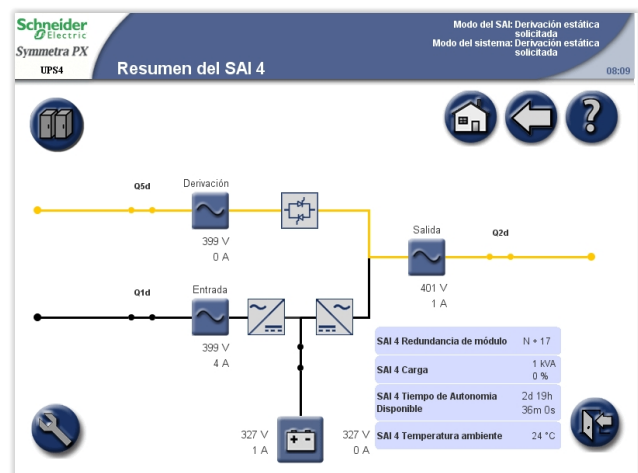 Schneider
Electric
Symmetra PX
UPS4
Resumen del SAI 4
Modo del SAI: Derivación estática
solicitada
Modo del sistema: Derivación estática
solicitada
08:09
Q5d
Derivación
399 V
0 A
Salida
Q2d
401 V
1 A
Q1d
Entrada
399 V
4 A
SAI 4 Redundancia de módulo N + 17
SAI 4 Carga 1 kVA
0 %
SAI 4 Tiempo de Autonomia
Disponible
2d 19h
36m 0s
SAI 4 Temperatura ambiente 24 °C
327 V
1 A
327 V
0 A